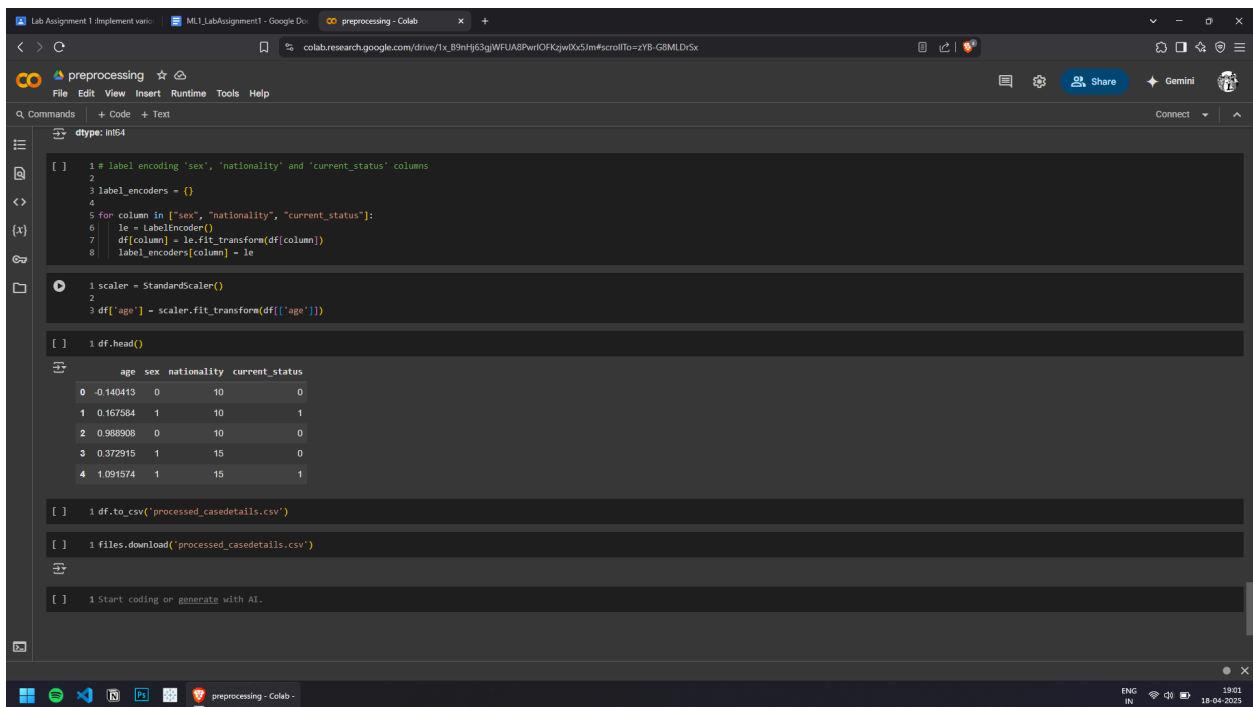 Lab Assignment 1 :Implement vario
ML1_LabAssignment1 - Google Do
preprocessing - Colab
colab.research.google.com/drive/1x_B9nHj63gjWFUA8PwrlOFKzjwlXx5Jm#scrollTo=zYB-G8MLDrSx
preprocessing
File Edit View Insert Runtime Tools Help
Share
Gemini
Commands + Code + Text
Connect
dtype: int64
[ ] 1 # label encoding 'sex', 'nationality' and 'current_status' columns
2
3 label_encoders = {}
4
5 for column in ["sex", "nationality", "current_status"]:
6 le = LabelEncoder()
7 df[column] = le.fit_transform(df[column])
8 label_encoders[column] = le
1 scaler = StandardScaler()
2
3 df['age'] = scaler.fit_transform(df[['age']])
[ ] 1 df.head()
age sex nationality current_status
0 -0.140413 0 10 0
1 0.167584 1 10 1
2 0.988908 0 10 0
3 0.372915 1 15 0
4 1.091574 1 15 1
[ ] 1 df.to_csv('processed_casedetails.csv')
[ ] 1 files.download('processed_casedetails.csv')
[ ] 1 Start coding or generate with AI.
preprocessing - Colab -
ENG
IN
19:01
18-04-2025